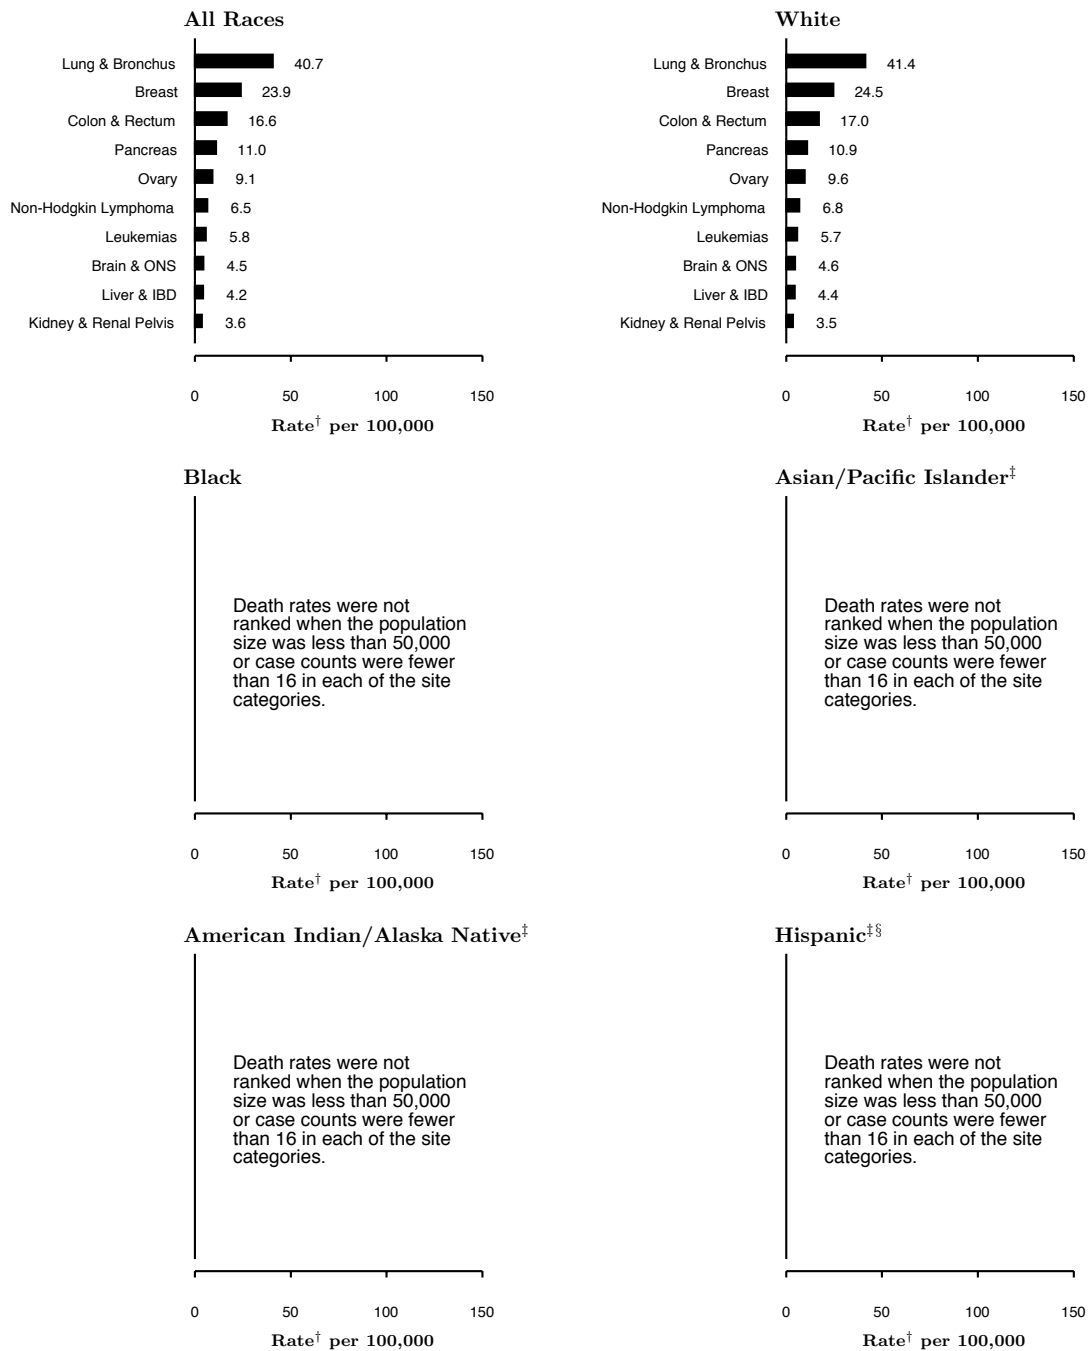 All Races
Lung & Bronchus 40.7
Breast 23.9
Colon & Rectum 16.6
Pancreas 11.0
Ovary 9.1
Non-Hodgkin Lymphoma 6.5
Leukemias 5.8
Brain & ONS 4.5
Liver & IBD 4.2
Kidney & Renal Pelvis 3.6
0 50 100 150
Rate† per 100,000
White
Lung & Bronchus 41.4
Breast 24.5
Colon & Rectum 17.0
Pancreas 10.9
Ovary 9.6
Non-Hodgkin Lymphoma 6.8
Leukemias 5.7
Brain & ONS 4.6
Liver & IBD 4.4
Kidney & Renal Pelvis 3.5
0 50 100 150
Rate† per 100,000
Black
Death rates were not
ranked when the population
size was less than 50,000
or case counts were fewer
than 16 in each of the site
categories.
0 50 100 150
Rate† per 100,000
Asian/Pacific Islander‡
Death rates were not
ranked when the population
size was less than 50,000
or case counts were fewer
than 16 in each of the site
categories.
0 50 100 150
Rate† per 100,000
American Indian/Alaska Native‡
Death rates were not
ranked when the population
size was less than 50,000
or case counts were fewer
than 16 in each of the site
categories.
0 50 100 150
Rate† per 100,000
Hispanic‡§
Death rates were not
ranked when the population
size was less than 50,000
or case counts were fewer
than 16 in each of the site
categories.
0 50 100 150
Rate† per 100,000